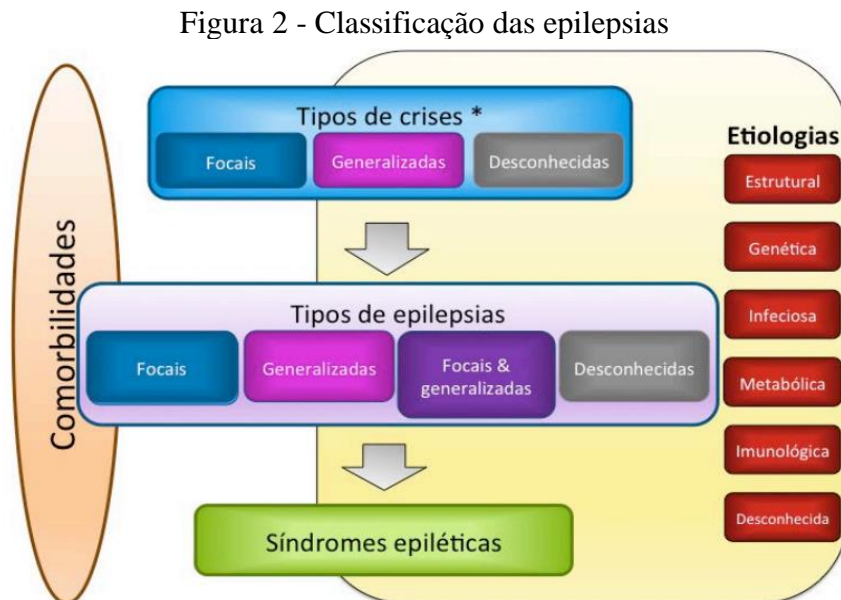 Figura 2 - Classificação das epilepsias
Comorbilidades
Tipos de crises *
Focais
Generalizadas
Desconhecidas
Tipos de epilepsias
Focais
Generalizadas
Focais &
generalizadas
Desconhecidas
Síndromes epiléticas
Etiologias
Estrutural
Genética
Infeciosa
Metabólica
Imunológica
Desconhecida